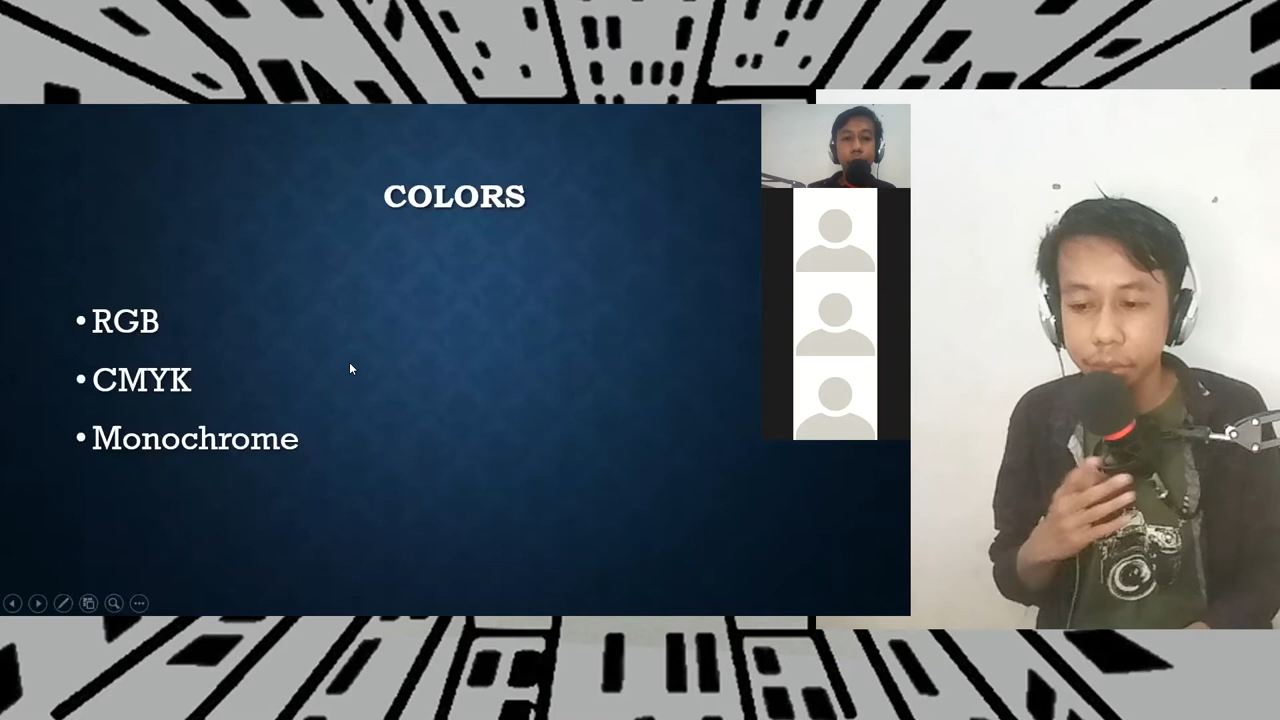 COLORS
• RGB
• CMYK
• Monochrome